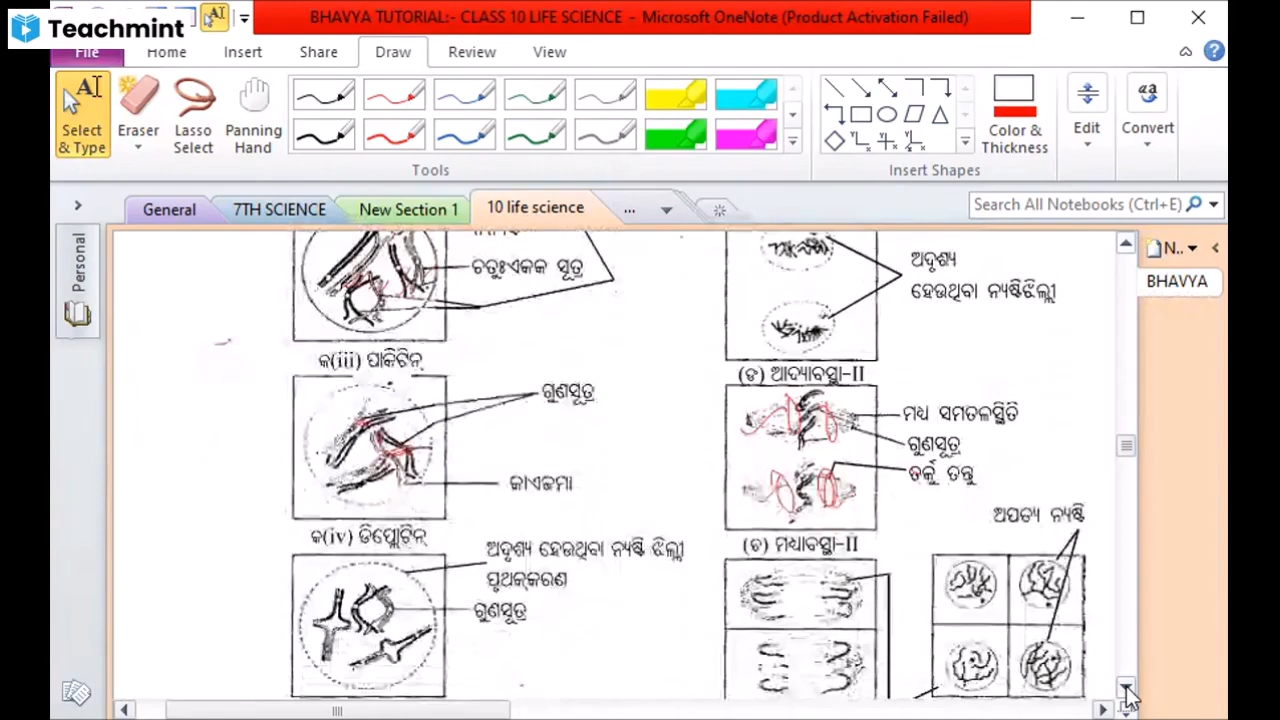 Teachmint
BHAVYA TUTORIAL:- CLASS 10 LIFE SCIENCE - Microsoft OneNote (Product Activation Failed)
File Home Insert Share Draw Review View
Select & Type
Eraser
Lasso Select
Panning Hand
Color & Thickness
Edit
Convert
Tools
Insert Shapes
General 7TH SCIENCE New Section 1 10 life science ...
Search All Notebooks (Ctrl+E)
Personal
N..
BHAVYA
ଚତୁଃଏକକ ସୂତ୍ର
କ(iii) ପାକିଟିନ୍
ଗୁଣସୂତ୍ର
କାଏଜମା
କ(iv) ଡିପ୍ଲୋଟିନ୍
ଅଦୃଶ୍ୟ ହେଉଥିବା ନ୍ୟଷ୍ଟି ଝିଲ୍ଲୀ
ପୃଥକ୍‌କରଣ
ଗୁଣସୂତ୍ର
ଅଦୃଶ୍ୟ
ହେଉଥିବା ନ୍ୟଷ୍ଟିଝିଲ୍ଲୀ
(ଙ) ଆଦ୍ୟାବସ୍ଥା-II
ମଧ୍ୟ ସମତଳସ୍ଥିତି
ଗୁଣସୂତ୍ର
ତର୍କୁ ତନ୍ତୁ
(ଚ) ମଧ୍ୟାବସ୍ଥା-II
ଅପତ୍ୟ ନ୍ୟଷ୍ଟି